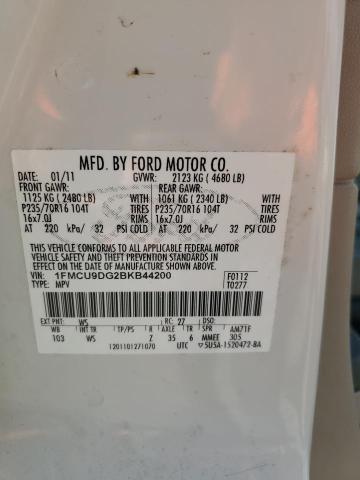 MFD. BY FORD MOTOR CO.
DATE: 01/11 GVWR: 2123 KG ( 4680 LB)
FRONT GAWR: REAR GAWR:
1125 KG ( 2480 LB) WITH 1061 KG ( 2340 LB) WITH
P235/70R16 104T TIRES P235/70R16 104T TIRES
16x7.0J RIMS 16x7.0J RIMS
AT 220 kPa/ 32 PSI COLD AT 220 kPa/ 32 PSI COLD
THIS VEHICLE CONFORMS TO ALL APPLICABLE FEDERAL MOTOR
VEHICLE SAFETY AND BUMPER STANDARDS IN EFFECT ON THE DATE OF
MANUFACTURE SHOWN ABOVE.
VIN: 1FMCU9DG2BKB44200 F0112
TYPE: MPV T0277
EXT PNT: WS RC: 27 DSO:
WB INT TR TP/PS R AXLE TR SPR AM71F
103 WS Z 35 6 MMEE 305
1201101271070 UTC 5U5A-1520472-BA